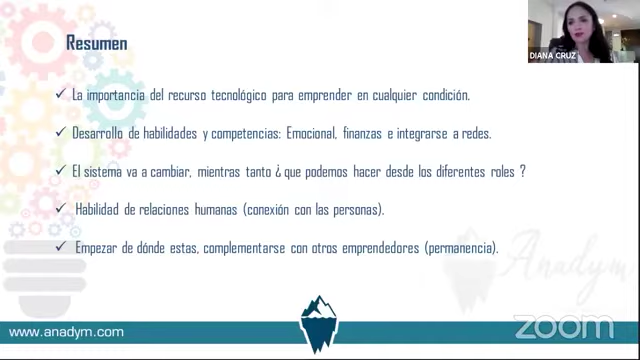 DIANA CRUZ
Resumen
✓ La importancia del recurso tecnológico para emprender en cualquier condición.
✓ Desarrollo de habilidades y competencias: Emocional, finanzas e integrarse a redes.
✓ El sistema va a cambiar, mientras tanto ¿ que podemos hacer desde los diferentes roles ?
✓ Habilidad de relaciones humanas (conexión con las personas).
✓ Empezar de dónde estas, complementarse con otros emprendedores (permanencia).
Anadym
www.anadym.com
zoom